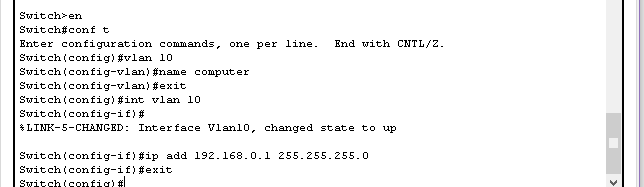 Switch>en
Switch#conf t
Enter configuration commands, one per line.  End with CNTL/Z.
Switch(config)#vlan 10
Switch(config-vlan)#name computer
Switch(config-vlan)#exit
Switch(config)#int vlan 10
Switch(config-if)#
%LINK-5-CHANGED: Interface Vlan10, changed state to up
Switch(config-if)#ip add 192.168.0.1 255.255.255.0
Switch(config-if)#exit
Switch(config)#